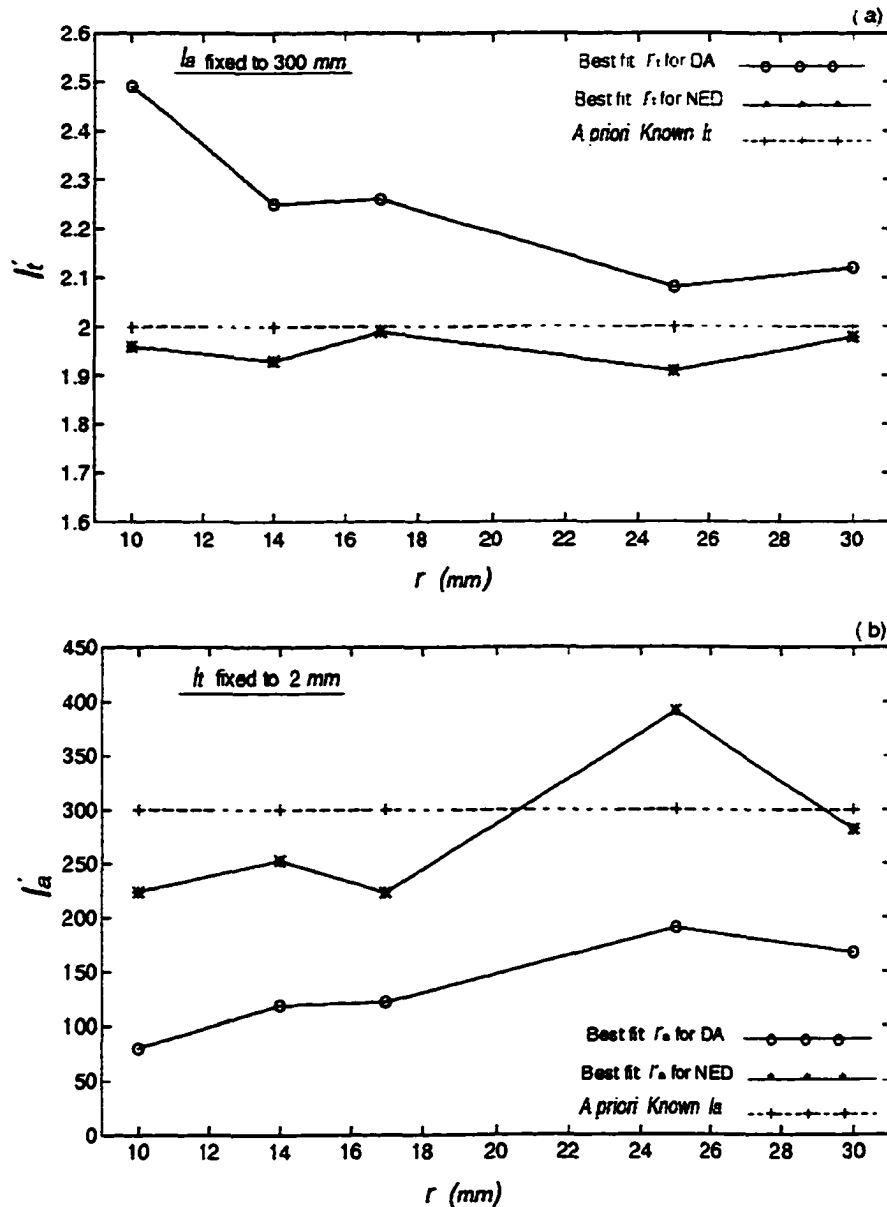 (a)
la fixed to 300 mm
Best fit l't for DA
Best fit l't for NED
A priori Known lt
2.6
2.5
2.4
2.3
2.2
2.1
2
1.9
1.8
1.7
1.6
l't
10 12 14 16 18 20 22 24 26 28 30
r (mm)
(b)
lt fixed to 2 mm
450
400
350
300
250
200
150
100
50
0
l'a
Best fit l'a for DA
Best fit l'a for NED
A priori Known la
10 12 14 16 18 20 22 24 26 28 30
r (mm)